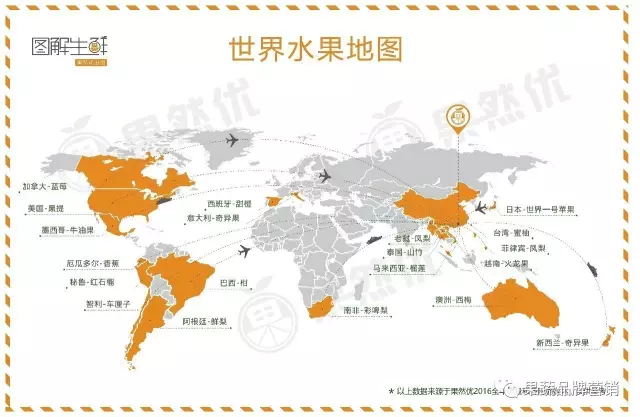 图解生鲜
世界水果地图
果然优
果然优
果然优
加拿大-蓝莓
美国-黑提
墨西哥-牛油果
西班牙-甜橙
意大利-奇异果
日本-世界一号苹果
台湾-蜜柚
菲律宾-凤梨
越南-火龙果
老挝-凤梨
泰国-山竹
马来西亚-榴莲
厄瓜多尔-香蕉
秘鲁-红石榴
智利-车厘子
巴西-柑
阿根廷-鲜梨
南非-彩啤梨
澳洲-西梅
新西兰-奇异果
* 以上数据来源于果然优2016全
果蔬品牌营销